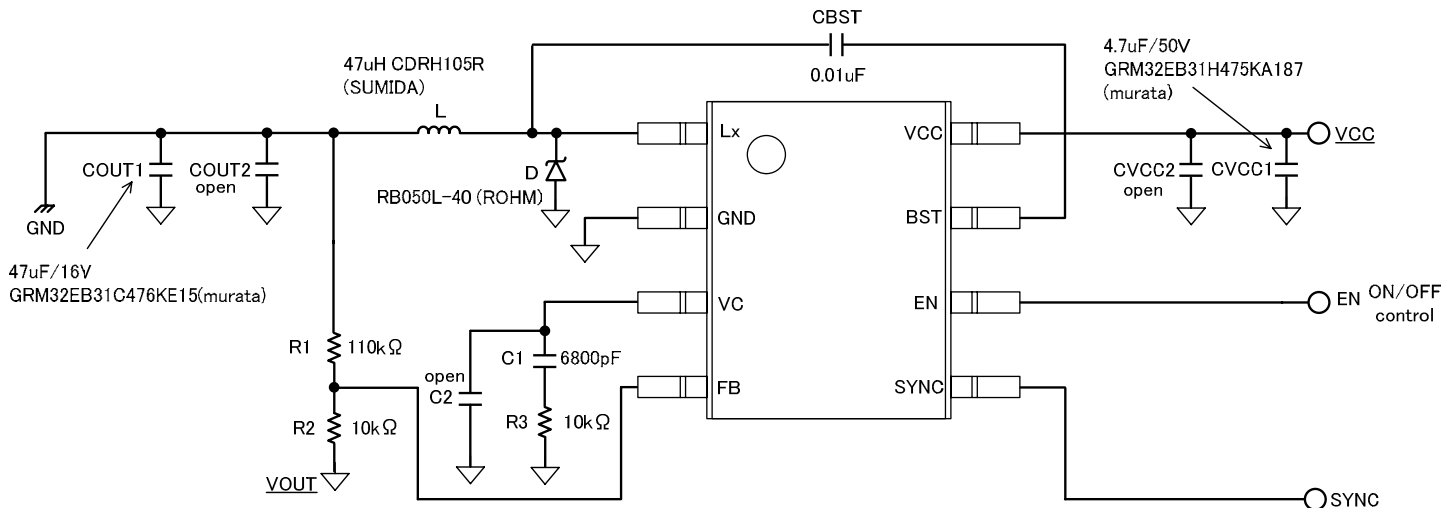 CBST
0.01uF
4.7uF/50V
GRM32EB31H475KA187
(murata)
47uH CDRH105R
(SUMIDA)
L
Lx
VCC
VCC
COUT1
COUT2
open
D
RB050L-40 (ROHM)
CVCC2
open
CVCC1
GND
GND
BST
47uF/16V
GRM32EB31C476KE15(murata)
VC
EN
EN ON/OFF
control
R1 110kΩ
C1 6800pF
open
C2
FB
SYNC
R2 10kΩ
R3 10kΩ
VOUT
SYNC